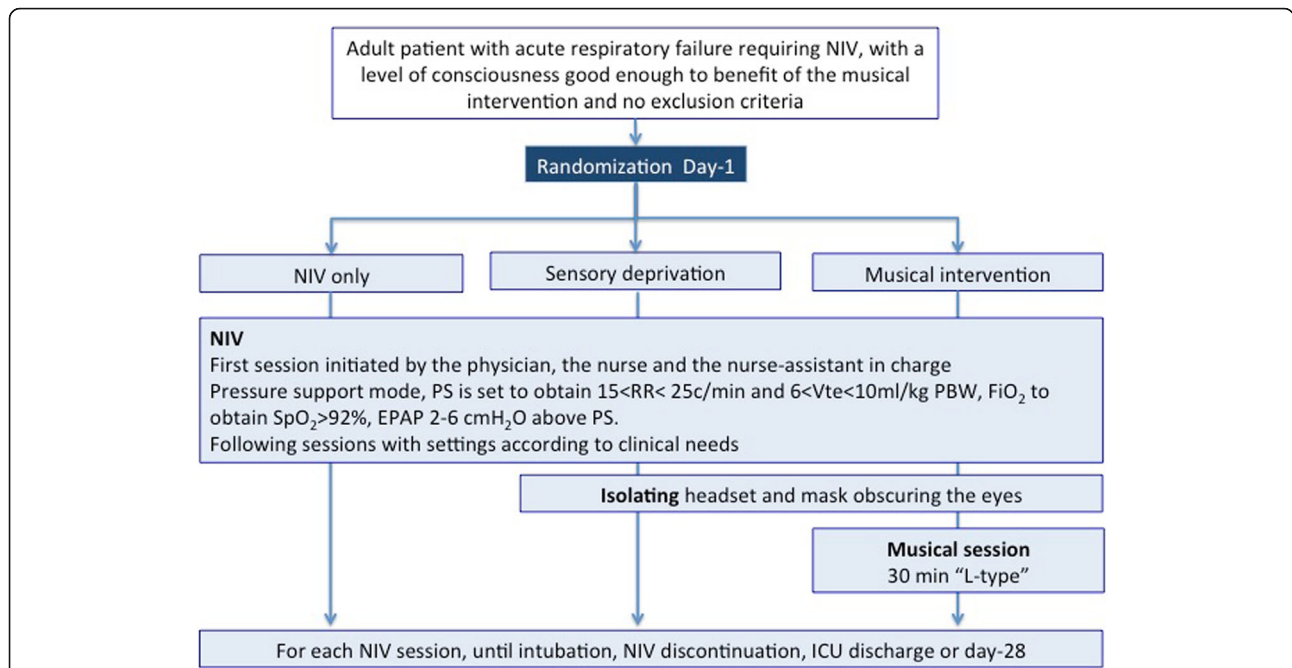 Adult patient with acute respiratory failure requiring NIV, with a
level of consciousness good enough to benefit of the musical
intervention and no exclusion criteria
Randomization Day-1
NIV only
Sensory deprivation
Musical intervention
NIV
First session initiated by the physician, the nurse and the nurse-assistant in charge
Pressure support mode, PS is set to obtain 15<RR< 25c/min and 6<Vte<10ml/kg PBW, FiO₂ to
obtain SpO₂>92%, EPAP 2-6 cmH₂O above PS.
Following sessions with settings according to clinical needs
Isolating headset and mask obscuring the eyes
Musical session
30 min “L-type”
For each NIV session, until intubation, NIV discontinuation, ICU discharge or day-28